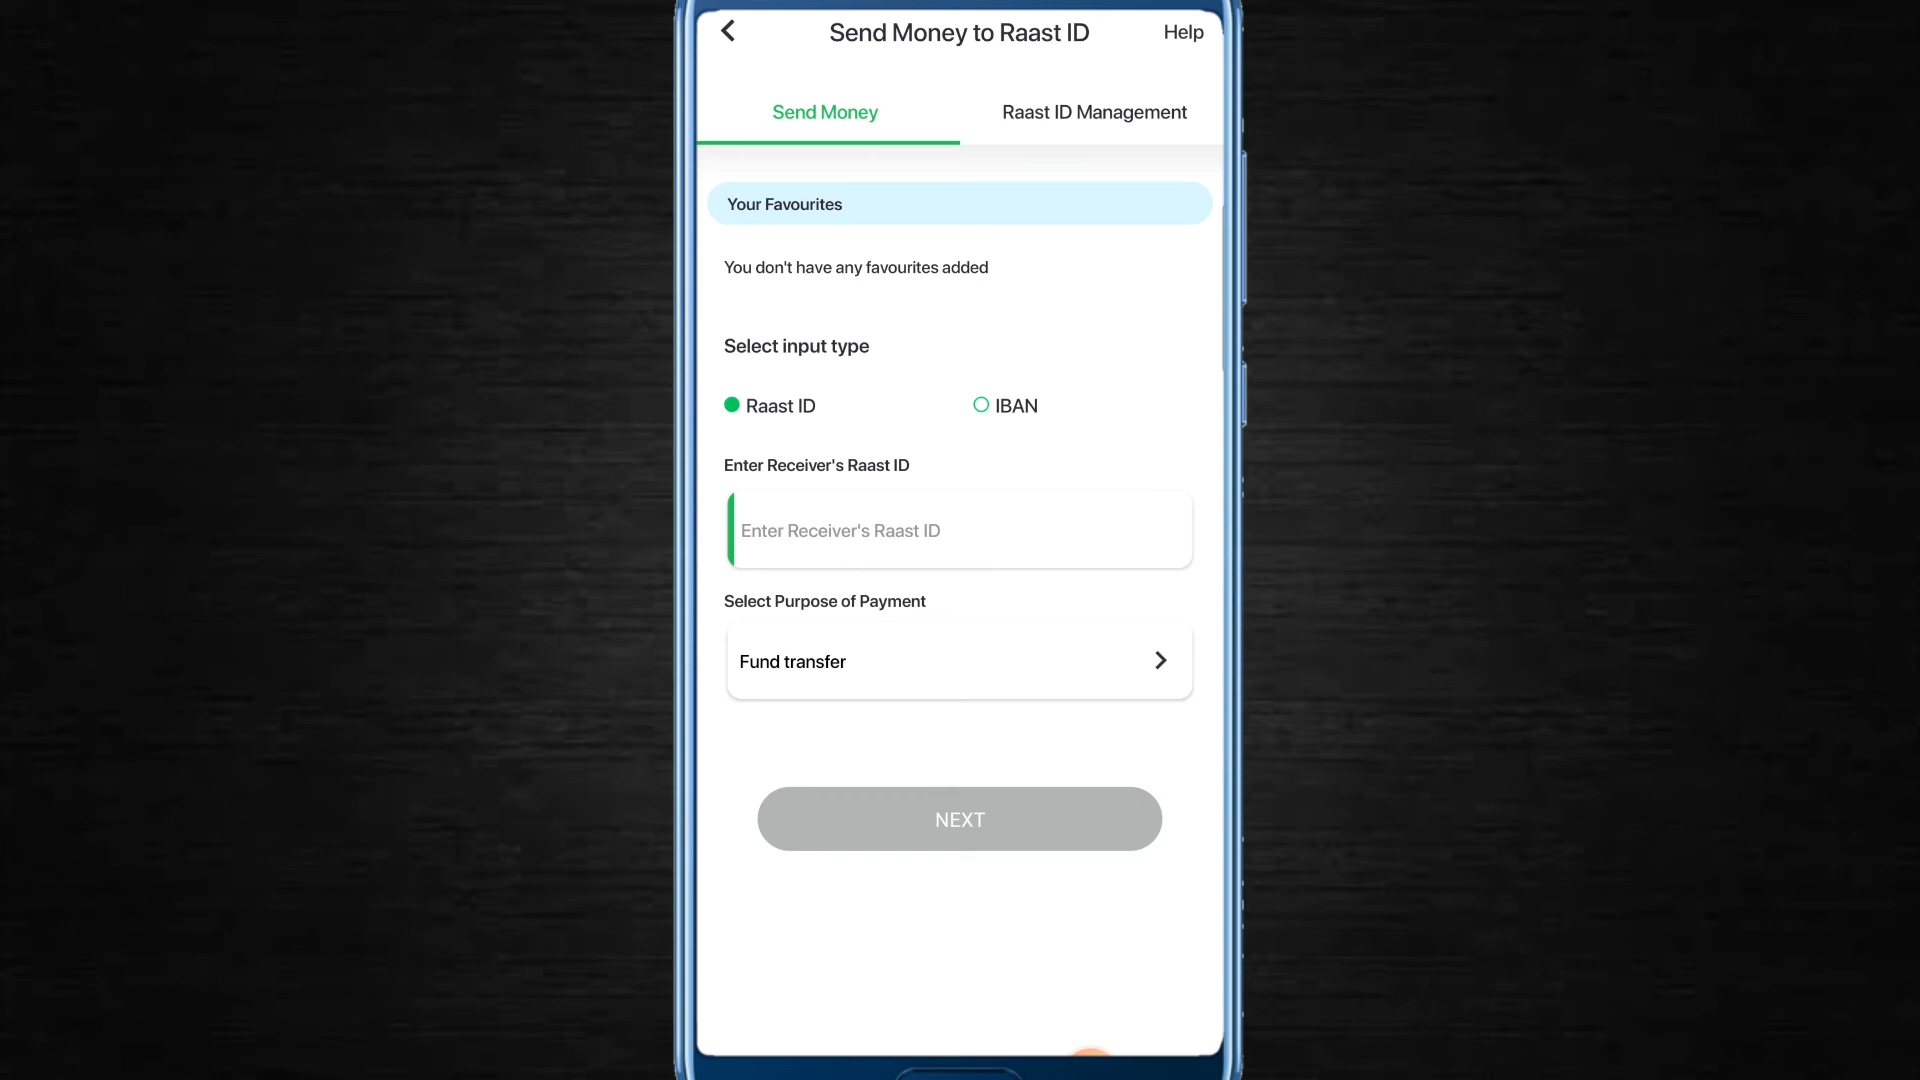 Send Money to Raast ID
Help
Send Money
Raast ID Management
Your Favourites
You don't have any favourites added
Select input type
Raast ID
IBAN
Enter Receiver's Raast ID
Enter Receiver's Raast ID
Select Purpose of Payment
Fund transfer
NEXT